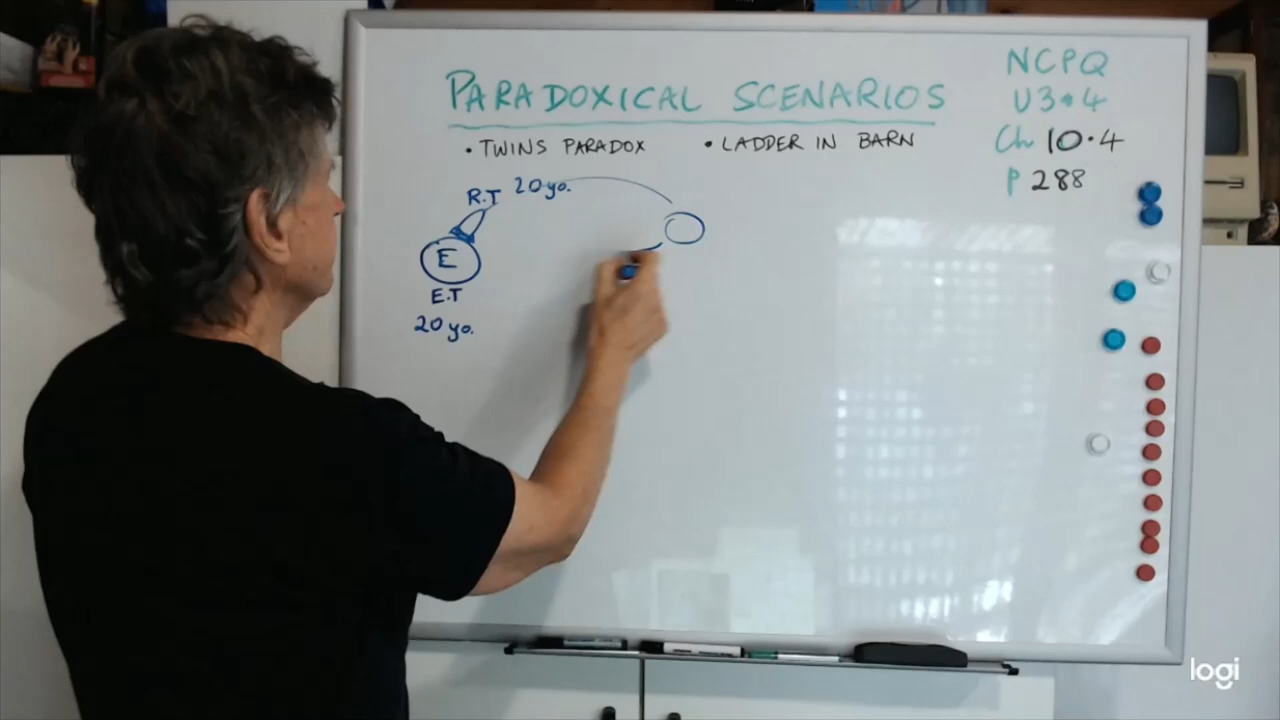 PARADOXICAL SCENARIOS
• TWINS PARADOX • LADDER IN BARN
NCPQ
U3•4
Ch 10.4
P 288
R.T 20 yo.
E
E.T
20 yo.
logi